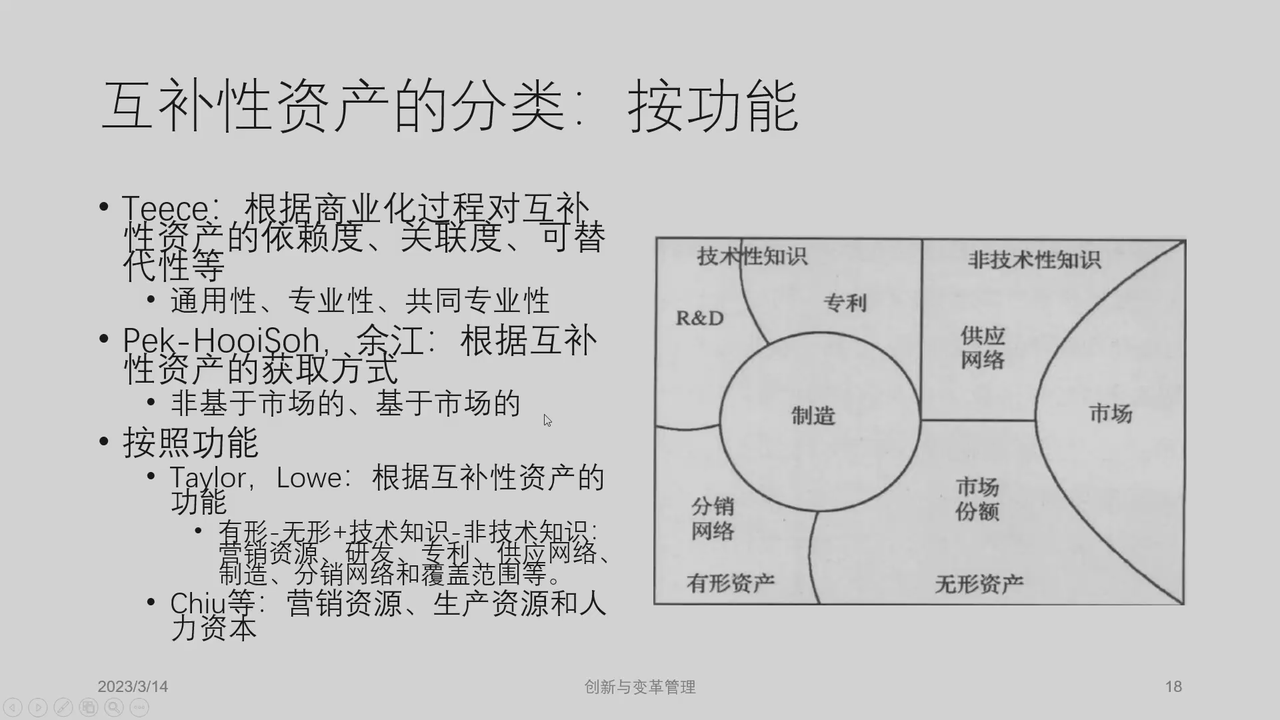 互补性资产的分类：按功能
• Teece：根据商业化过程对互补
性资产的依赖度、关联度、可替
代性等
• 通用性、专业性、共同专业性
• Pek-HooiSoh，余江：根据互补
性资产的获取方式
• 非基于市场的、基于市场的
• 按照功能
• Taylor，Lowe：根据互补性资产的
功能
• 有形-无形+技术知识-非技术知识：
营销资源、研发、专利、供应网络、
制造、分销网络和覆盖范围等。
• Chiu等：营销资源、生产资源和人
力资本
技术性知识
非技术性知识
R&D
专利
供应
网络
制造
市场
分销
网络
市场
份额
有形资产
无形资产
2023/3/14
创新与变革管理
18